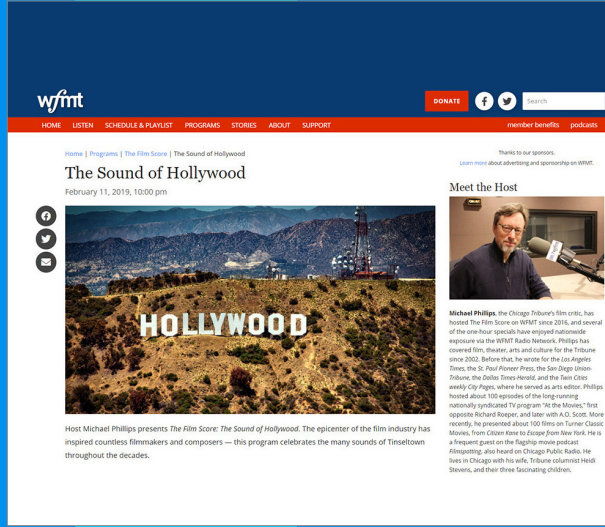 wfmt
DONATE
Search
HOME LISTEN SCHEDULE & PLAYLIST PROGRAMS STORIES ABOUT SUPPORT
member benefits podcasts
Home | Programs | The Film Score | The Sound of Hollywood
The Sound of Hollywood
February 11, 2019, 10:00 pm
HOLLYWOOD
Host Michael Phillips presents The Film Score: The Sound of Hollywood. The epicenter of the film industry has
inspired countless filmmakers and composers — this program celebrates the many sounds of Tinseltown
throughout the decades.
Thanks to our sponsors.
Learn more about advertising and sponsorship on WFMT.
Meet the Host
Michael Phillips, the Chicago Tribune's film critic, has
hosted The Film Score on WFMT since 2016, and several
of the one-hour specials have enjoyed nationwide
exposure via the WFMT Radio Network. Phillips has
covered film, theater, arts and culture for the Tribune
since 2002. Before that, he wrote for the Los Angeles
Times, the St. Paul Pioneer Press, the San Diego Union-
Tribune, the Dallas Times-Herald, and the Twin Cities
weekly City Pages, where he served as arts editor. Phillips
hosted about 100 episodes of the long-running
nationally syndicated TV program "At the Movies," first
opposite Richard Roeper, and later with A.O. Scott. More
recently, he presented about 100 films on Turner Classic
Movies, from Citizen Kane to Escape from New York. He is
a frequent guest on the flagship movie podcast
Filmspotting, also heard on Chicago Public Radio. He
lives in Chicago with his wife, Tribune columnist Heidi
Stevens, and their three fascinating children.